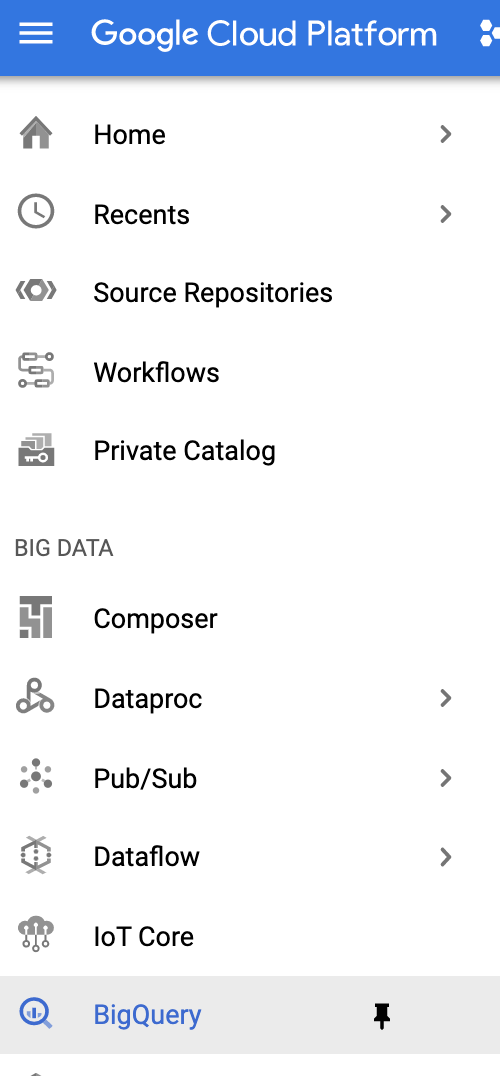 Google Cloud Platform
Home
Recents
Source Repositories
Workflows
Private Catalog
BIG DATA
Composer
Dataproc
Pub/Sub
Dataflow
IoT Core
BigQuery